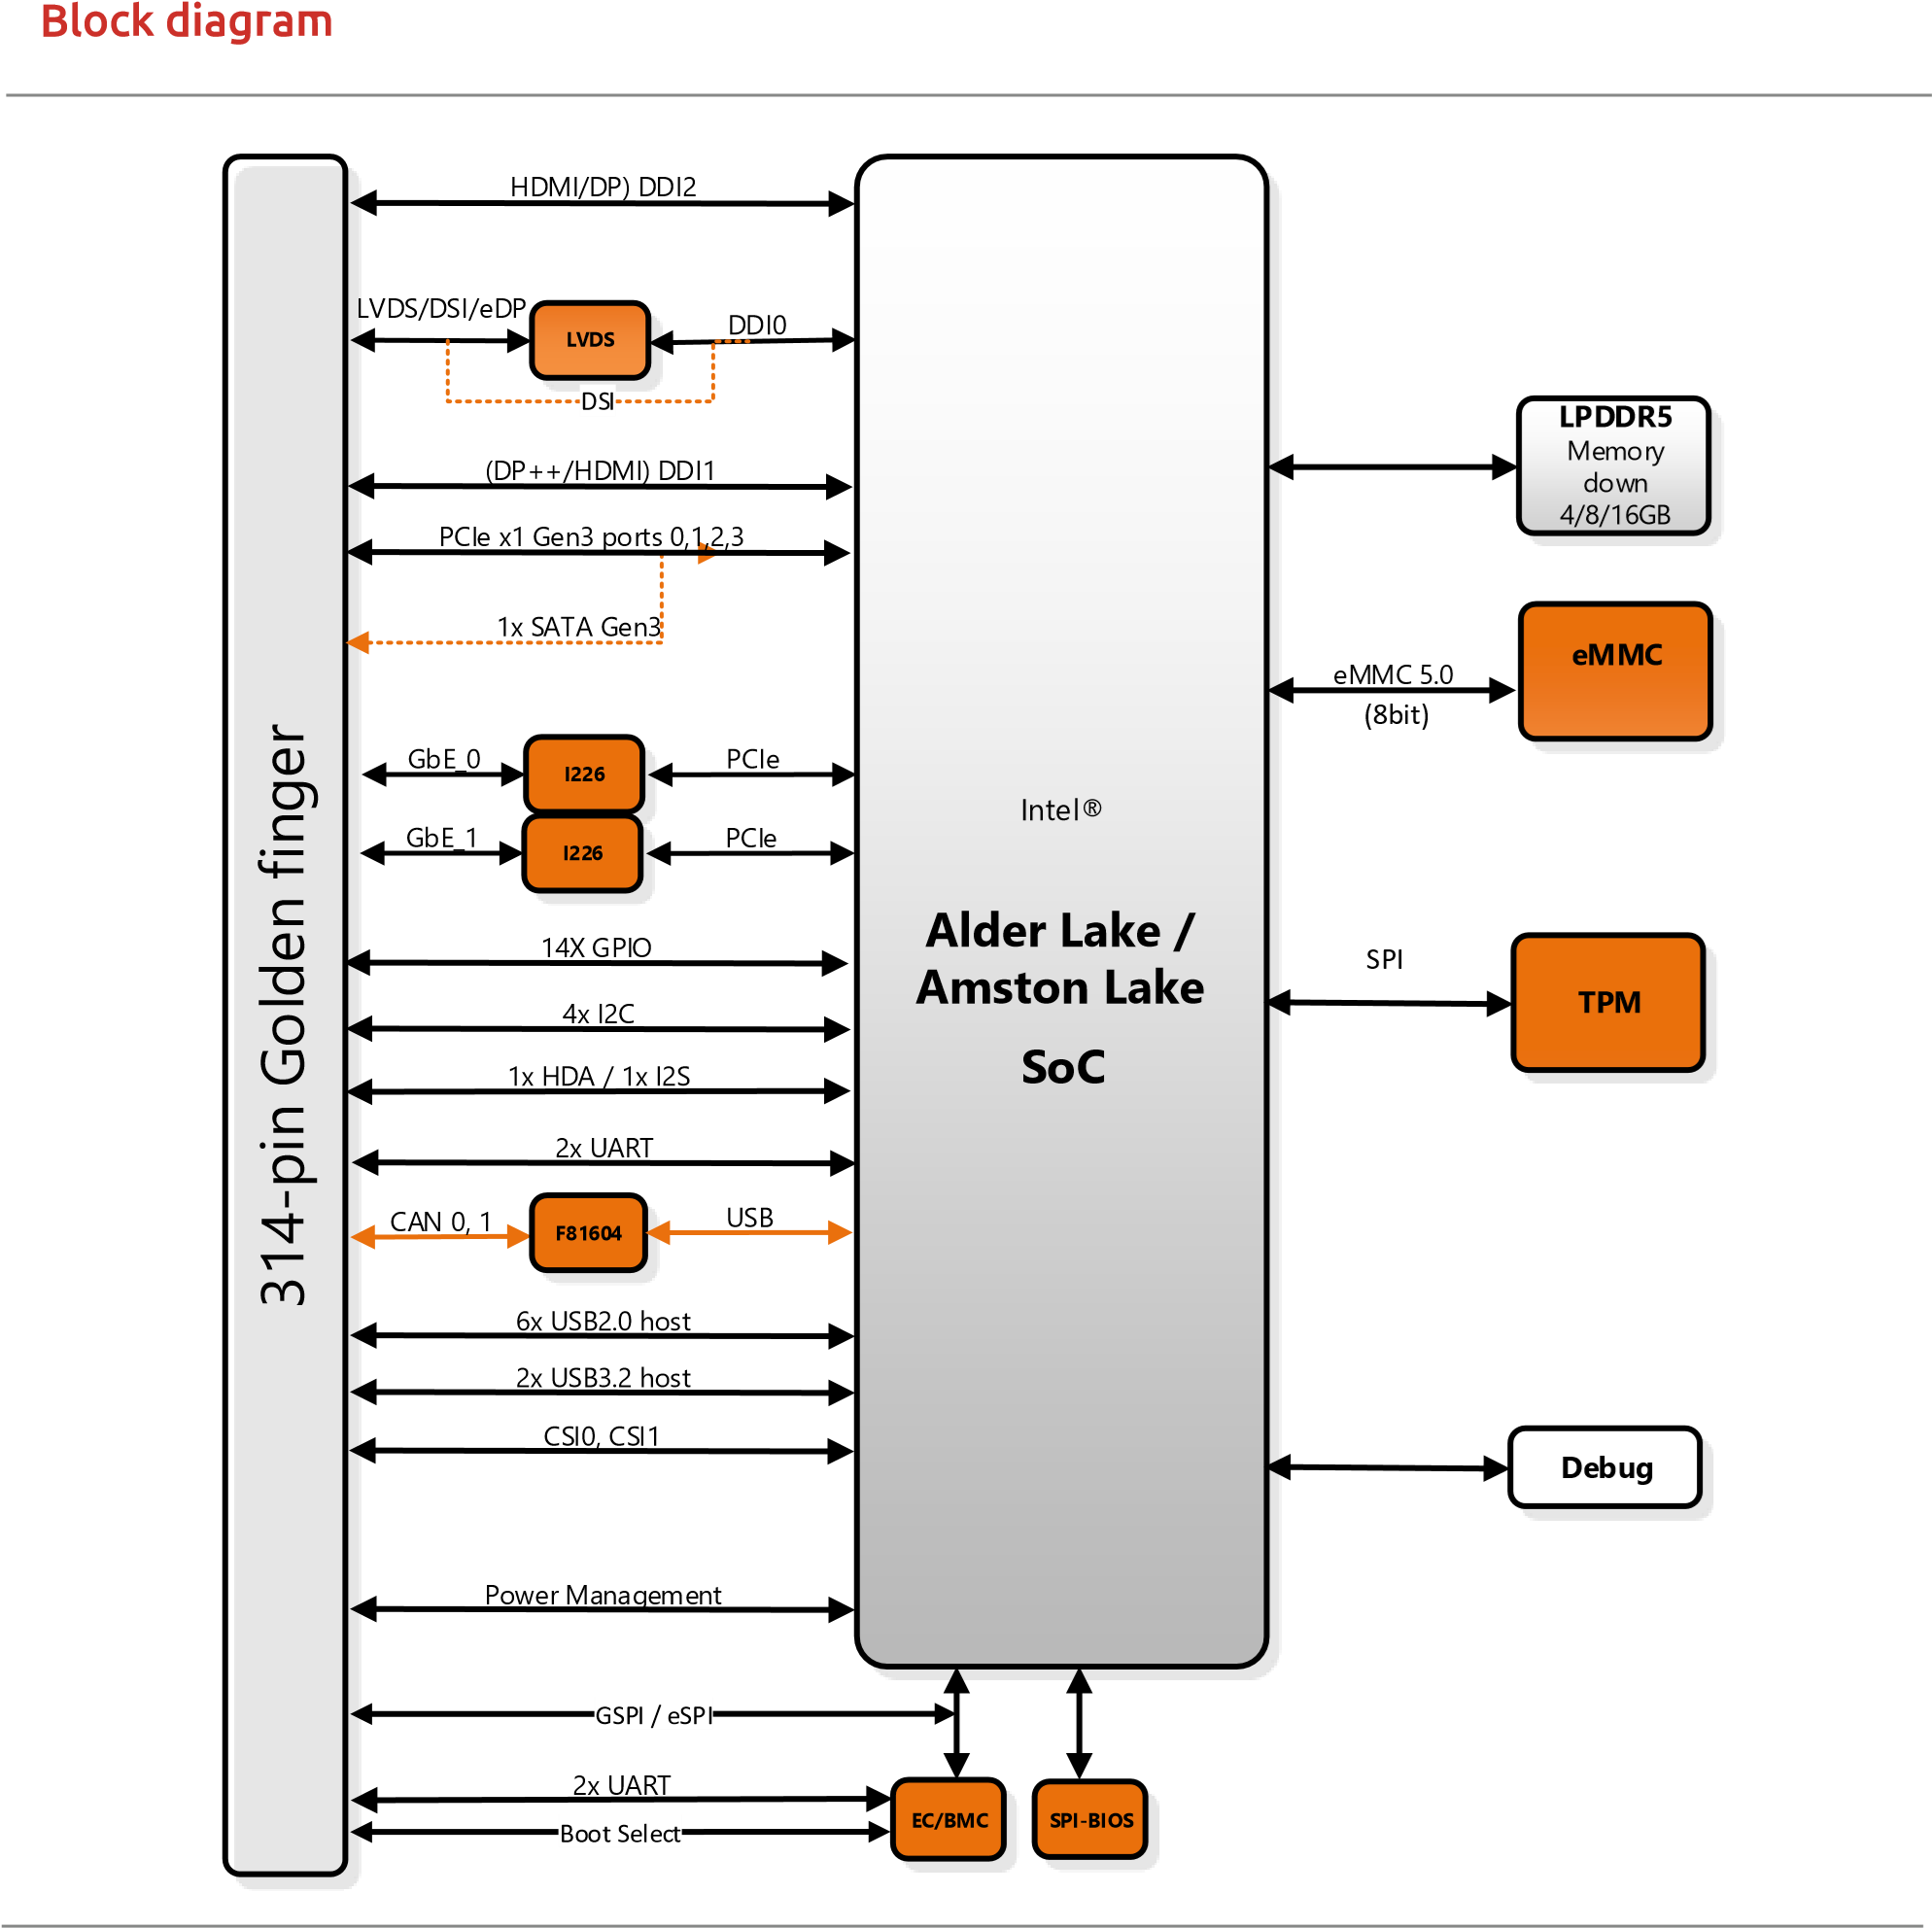 Block diagram
HDMI/DP) DDI2
LVDS/DSI/eDP
LVDS
DDI0
DSI
(DP++/HDMI) DDI1
PCIe x1 Gen3 ports 0,1,2,3
1x SATA Gen3
GbE_0
I226
PCIe
GbE_1
I226
PCIe
14X GPIO
4x I2C
1x HDA / 1x I2S
2x UART
CAN 0, 1
F81604
USB
6x USB2.0 host
2x USB3.2 host
CSI0, CSI1
Power Management
GSPI / eSPI
2x UART
Boot Select
314-pin Golden finger
Intel®
Alder Lake /
Amston Lake
SoC
EC/BMC
SPI-BIOS
LPDDR5
Memory
down
4/8/16GB
eMMC 5.0
(8bit)
eMMC
SPI
TPM
Debug